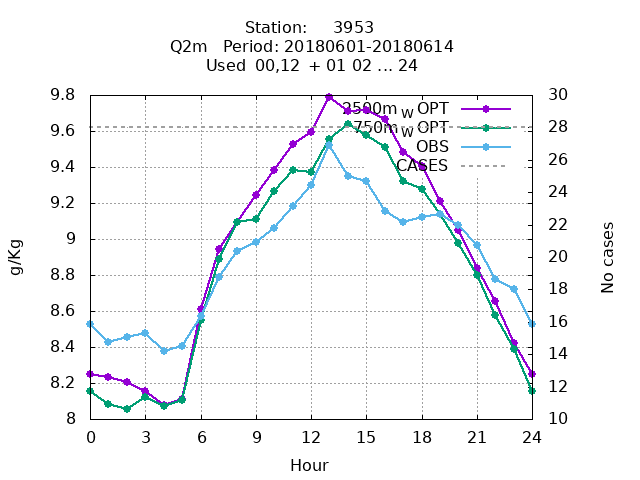 Station: 3953
Q2m Period: 20180601-20180614
Used 00,12 + 01 02 ... 24
9.8
9.6
9.4
9.2
9
8.8
8.6
8.4
8.2
8
g/Kg
2500m w OPT
750m w OPT
OBS
CASES
30
28
26
24
22
20
18
16
14
12
10
No cases
0 3 6 9 12 15 18 21 24
Hour